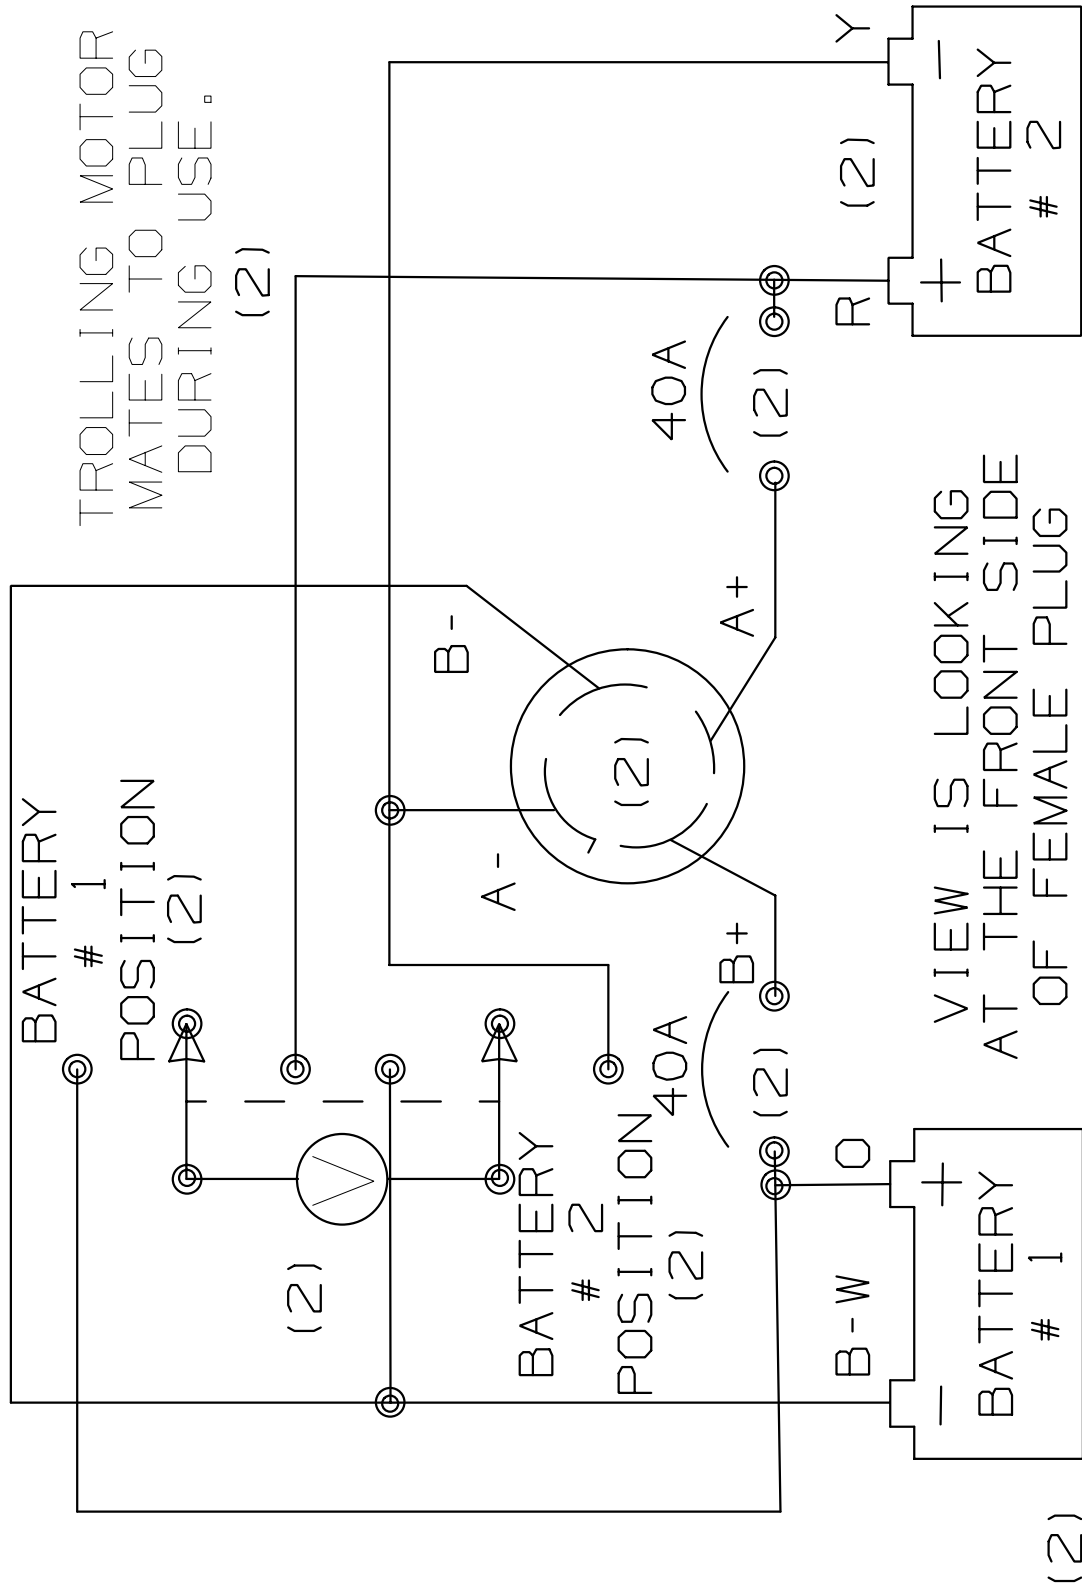 TROLLING MOTOR
MATES TO PLUG
DURING USE.
(2)
BATTERY
# 1
POSITION
(2)
(2)
V
BATTERY
# 2
POSITION
(2)
B-
A-
(2)
A+
B+
40A
(2)
40A
(2)
B-W
O
R
(2)
Y
-
+
BATTERY
# 1
(2)
+
-
BATTERY
# 2
VIEW IS LOOKING
AT THE FRONT SIDE
OF FEMALE PLUG